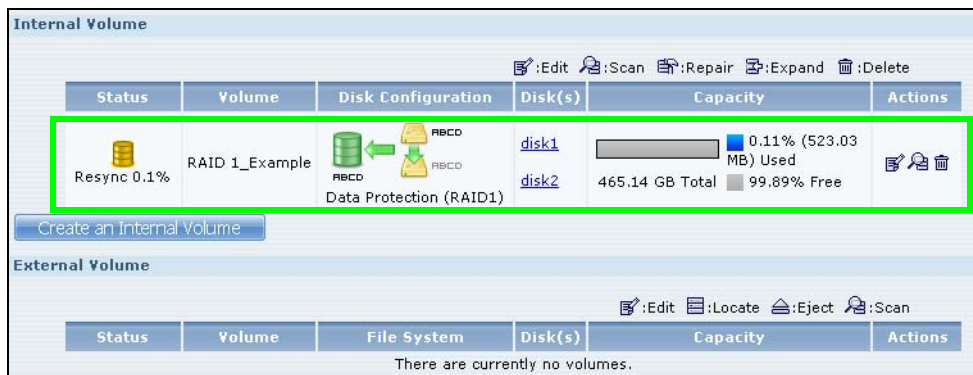 Internal Volume
:Edit :Scan :Repair :Expand :Delete
Status Volume Disk Configuration Disk(s) Capacity Actions
ABCD
ABCD
ABCD
Resync 0.1%
RAID 1_Example
Data Protection (RAID1)
disk1
disk2
0.11% (523.03 MB) Used
465.14 GB Total 99.89% Free
Create an Internal Volume
External Volume
:Edit :Locate :Eject :Scan
Status Volume File System Disk(s) Capacity Actions
There are currently no volumes.